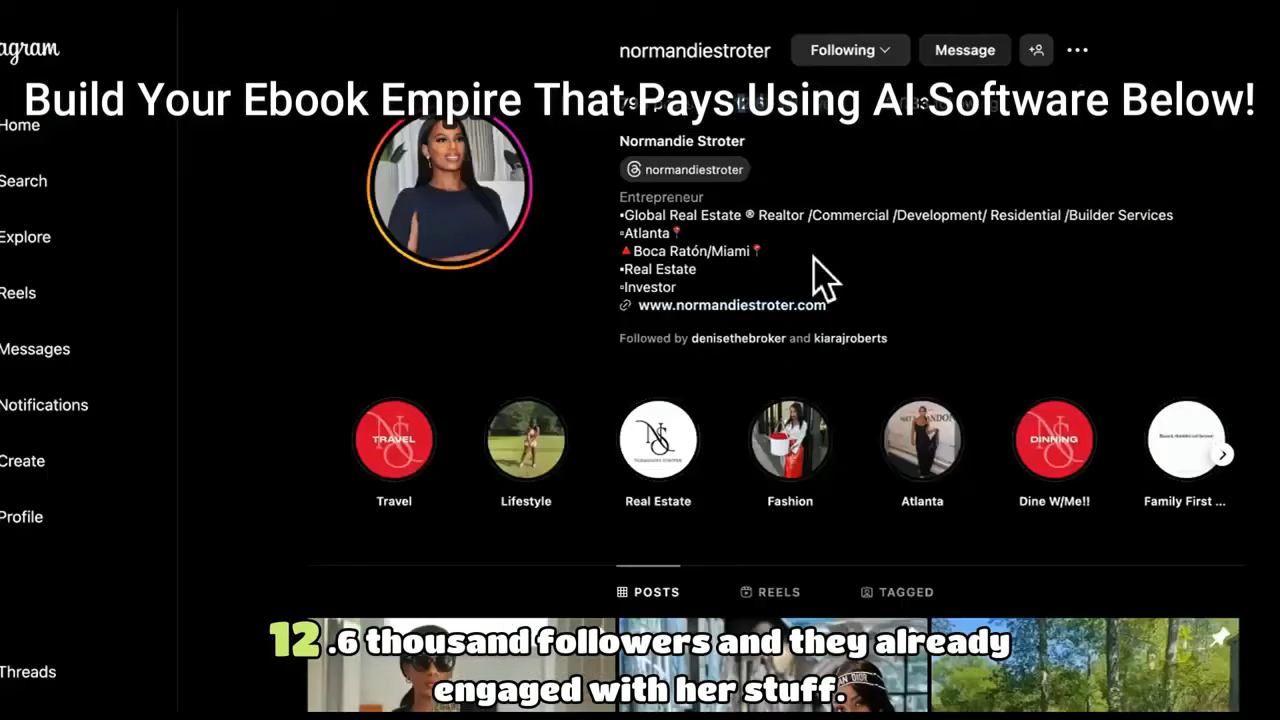 agram
normandiestroter
Following
Message
Build Your Ebook Empire That Pays Using AI Software Below!
Home
Search
Explore
Reels
Messages
Notifications
Create
Profile
Threads
Normandie Stroter
normandiestroter
Entrepreneur
▪Global Real Estate ® Realtor /Commercial /Development/ Residential /Builder Services
▫Atlanta📍
🔺Boca Ratón/Miami📍
▪Real Estate
▫Investor
www.normandiestroter.com
Followed by denisethebroker and kiarajroberts
TRAVEL
NS
DINNING
Travel
Lifestyle
Real Estate
Fashion
Atlanta
Dine W/Me!!
Family First ...
POSTS
REELS
TAGGED
12.6 thousand followers and they already
engaged with her stuff.